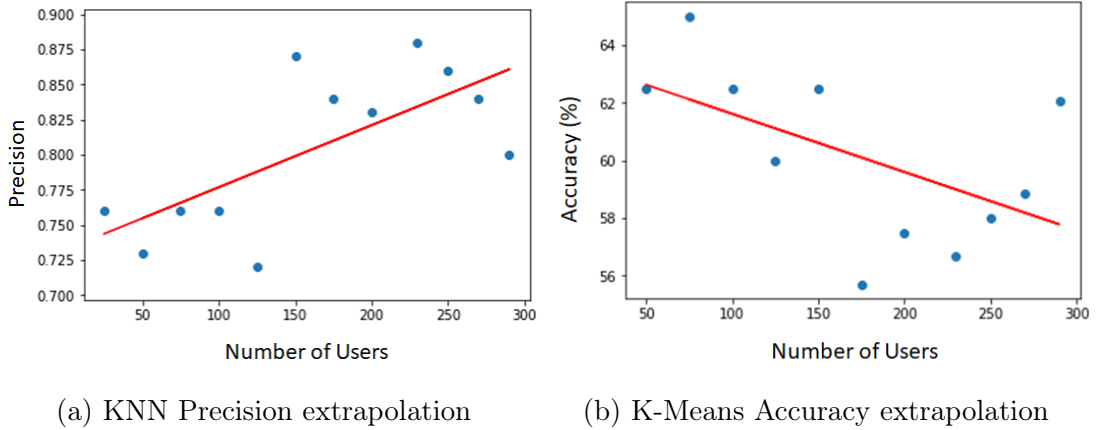 0.900
0.875
0.850
0.825
0.800
0.775
0.750
0.725
0.700
Precision
50 100 150 200 250 300
Number of Users
(a) KNN Precision extrapolation
64
62
60
58
56
Accuracy (%)
50 100 150 200 250 300
Number of Users
(b) K-Means Accuracy extrapolation